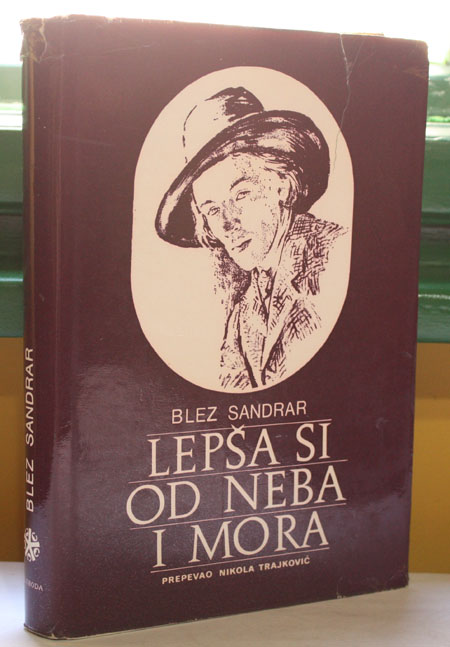 BLEZ SANDRAR
LEPŠA SI
OD NEBA
I MORA
PREPEVAO NIKOLA TRAJKOVIĆ
BLEZ SANDRAR